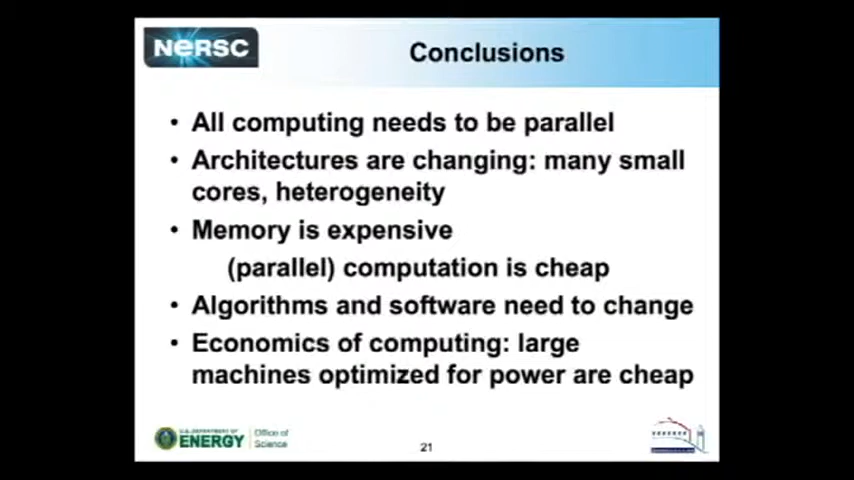 NERSC
Conclusions
• All computing needs to be parallel
• Architectures are changing: many small
cores, heterogeneity
• Memory is expensive
(parallel) computation is cheap
• Algorithms and software need to change
• Economics of computing: large
machines optimized for power are cheap
U.S. DEPARTMENT OF
ENERGY
Office of
Science
21